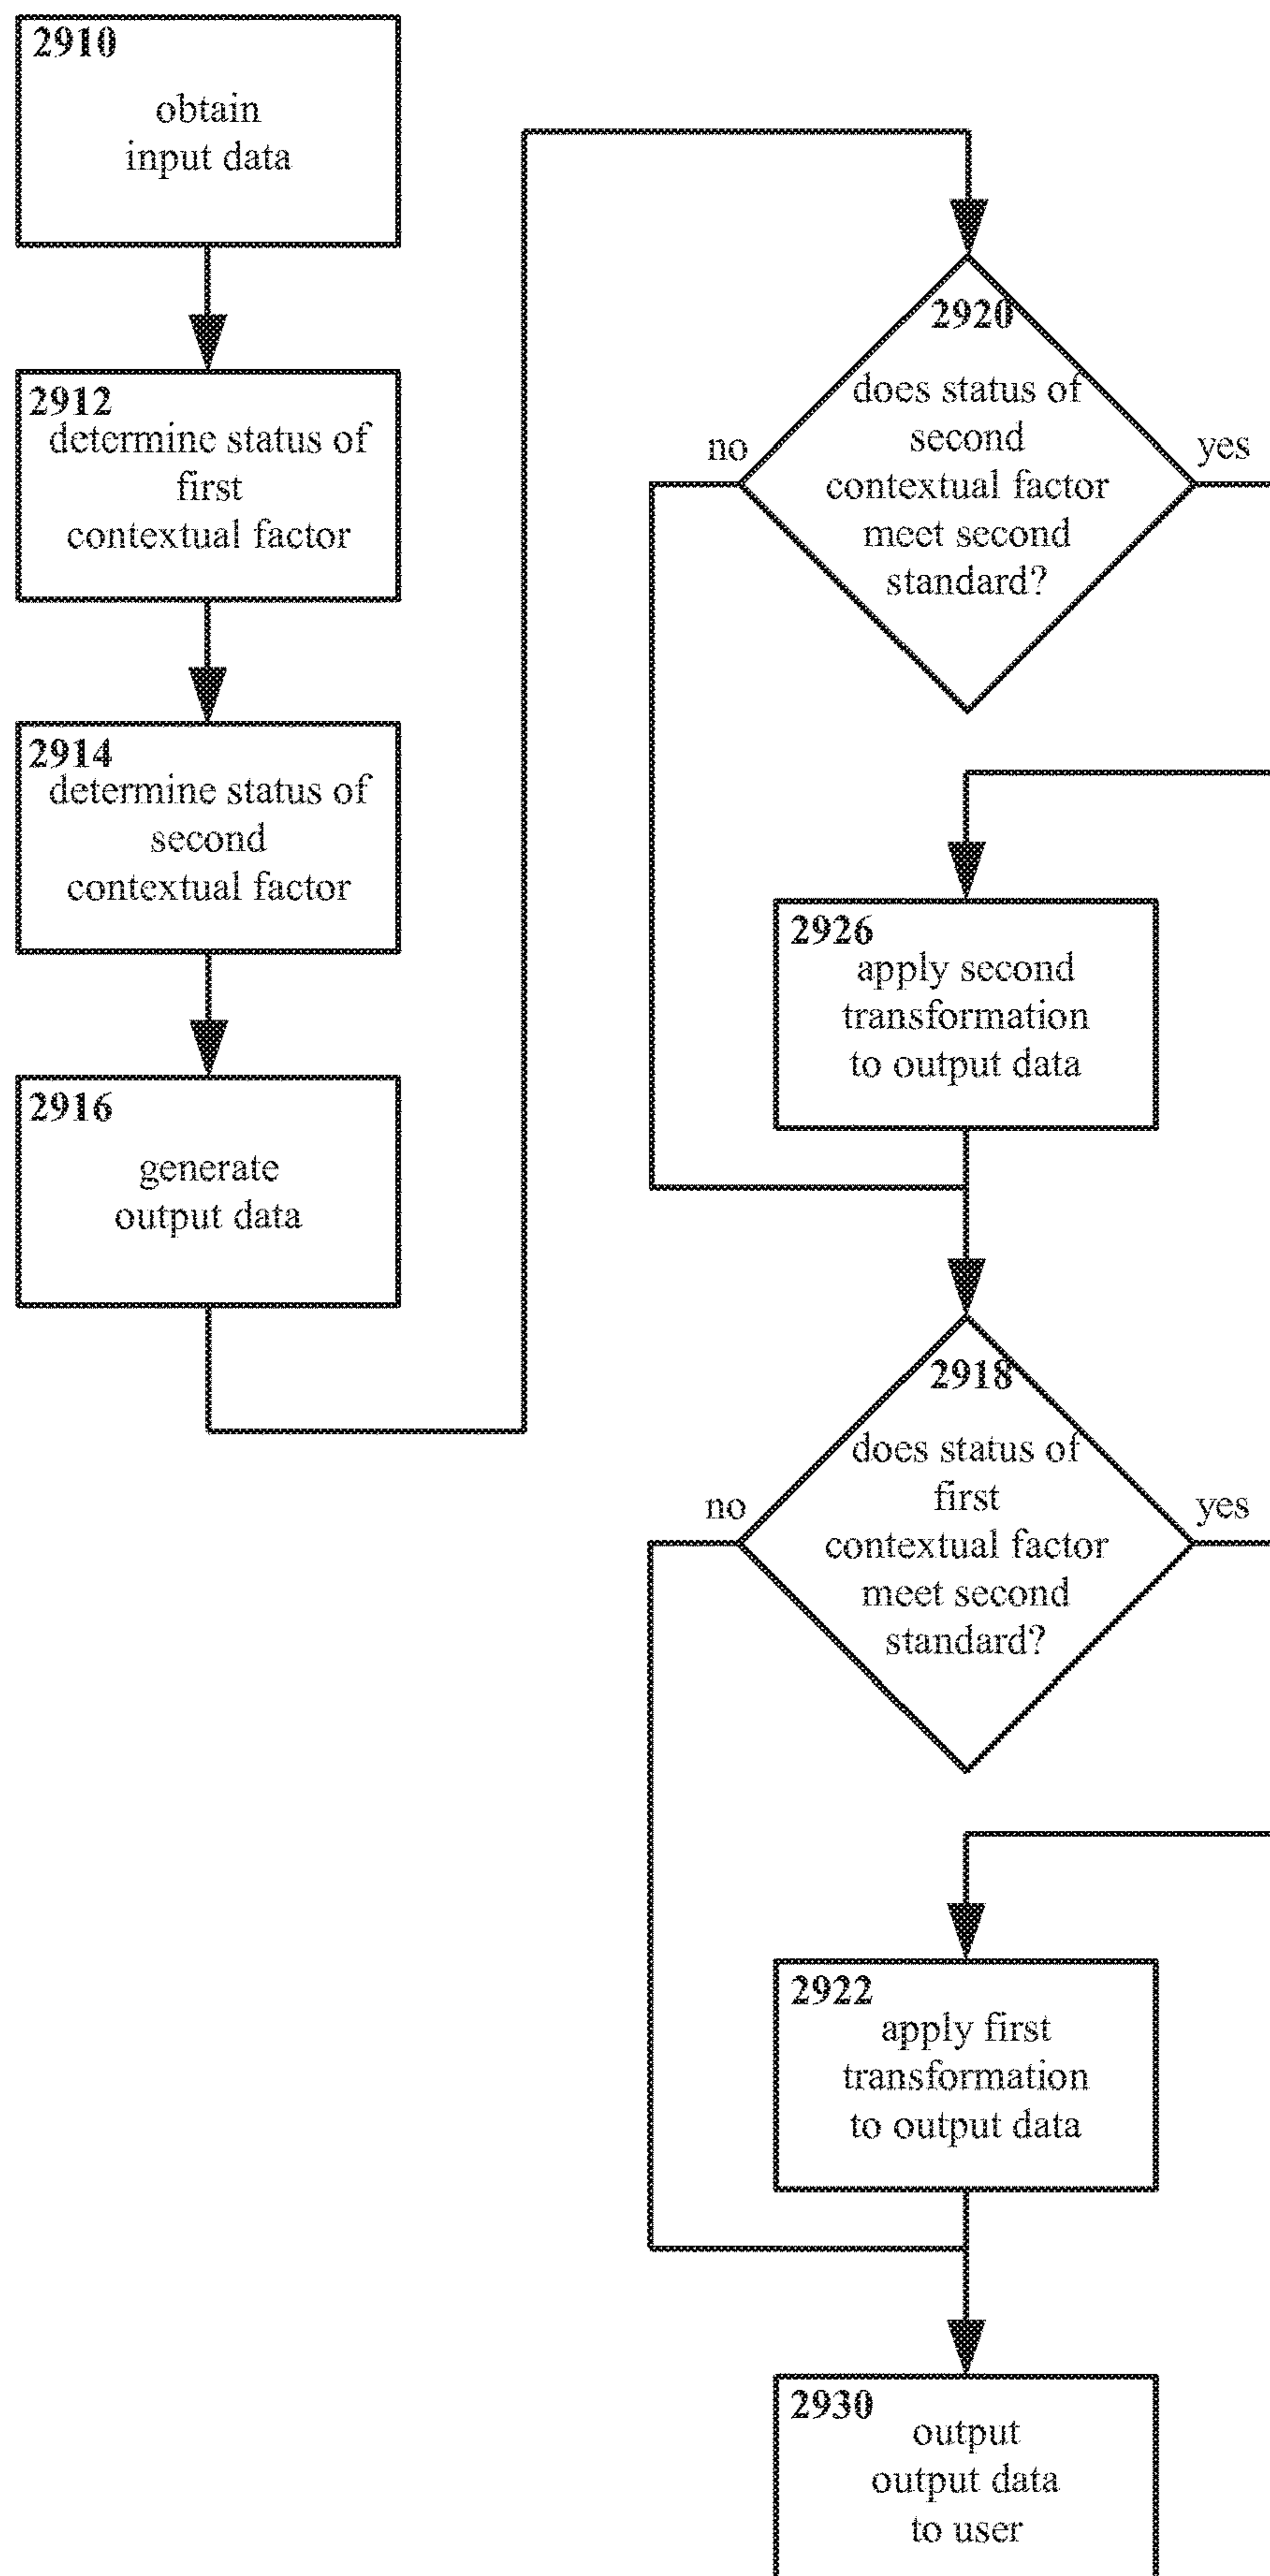 2910
obtain
input data
2912
determine status of
first
contextual factor
2914
determine status of
second
contextual factor
2916
generate
output data
2920
does status of
second
contextual factor
meet second
standard?
no
yes
2926
apply second
transformation
to output data
2918
does status of
first
contextual factor
meet second
standard?
no
yes
2922
apply first
transformation
to output data
2930
output
output data
to user